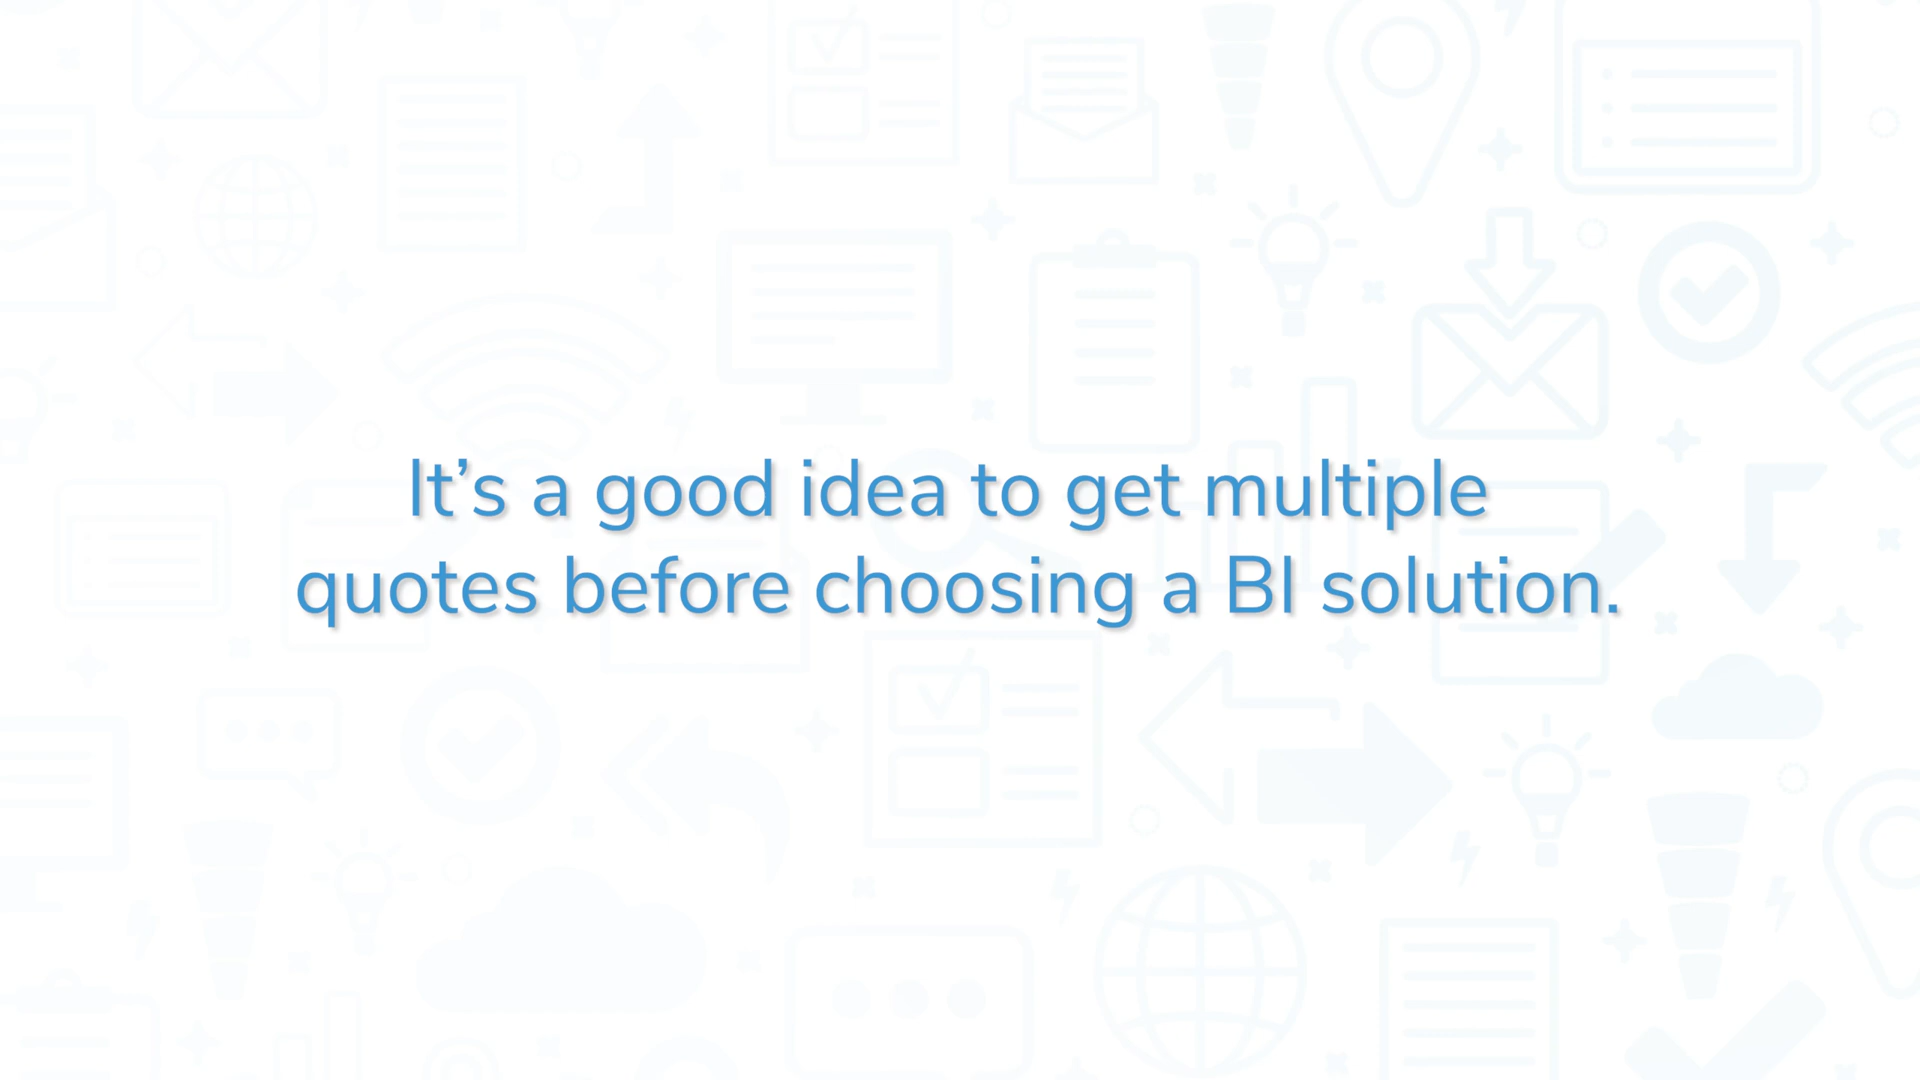 It’s a good idea to get multiple
quotes before choosing a BI solution.